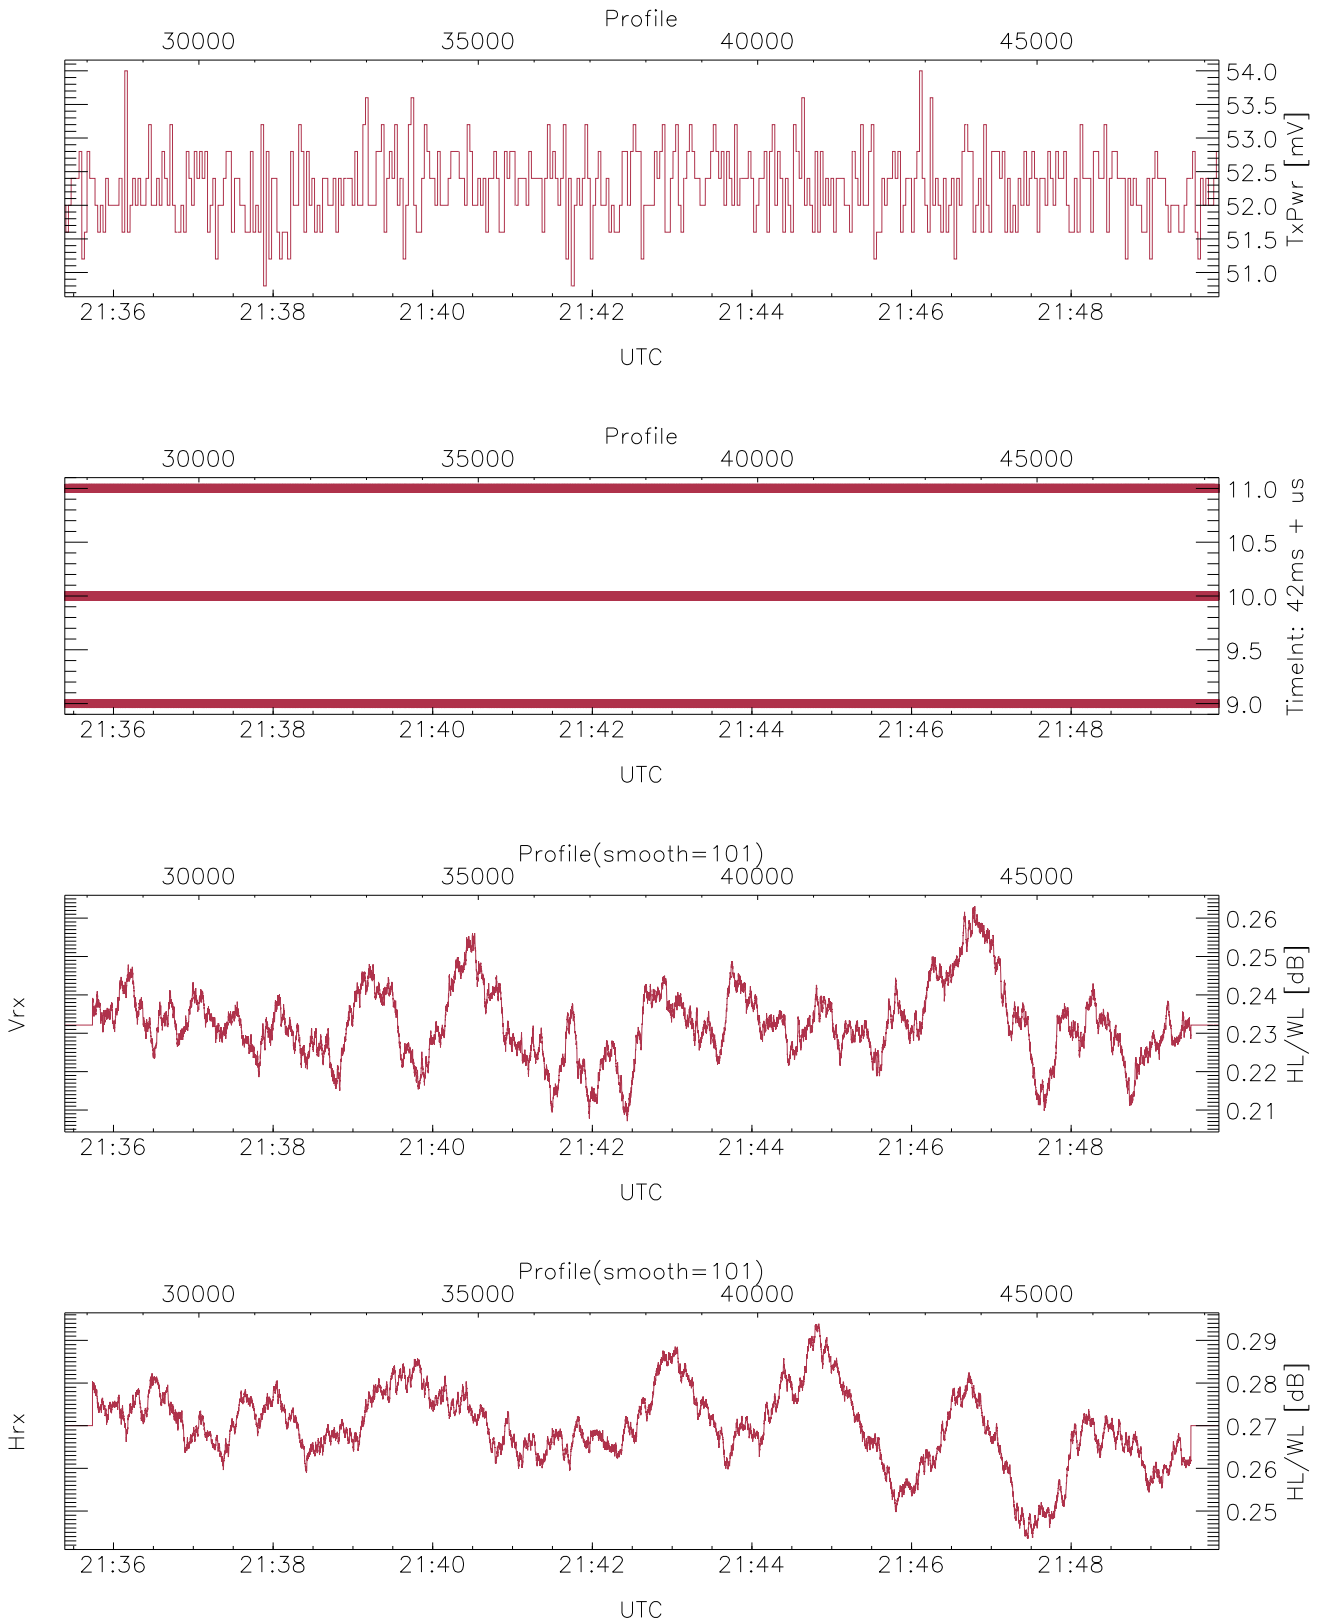 Profile
30000 35000 40000 45000
54.0
53.5
53.0
52.5
52.0
51.5
51.0
TxPwr [mV]
21:36 21:38 21:40 21:42 21:44 21:46 21:48
UTC
Profile
30000 35000 40000 45000
11.0
10.5
10.0
9.5
9.0
TimeInt: 42ms + us
21:36 21:38 21:40 21:42 21:44 21:46 21:48
UTC
Profile(smooth=101)
30000 35000 40000 45000
Vrx
0.26
0.25
0.24
0.23
0.22
0.21
HL/WL [dB]
21:36 21:38 21:40 21:42 21:44 21:46 21:48
UTC
Profile(smooth=101)
30000 35000 40000 45000
Hrx
0.29
0.28
0.27
0.26
0.25
HL/WL [dB]
21:36 21:38 21:40 21:42 21:44 21:46 21:48
UTC